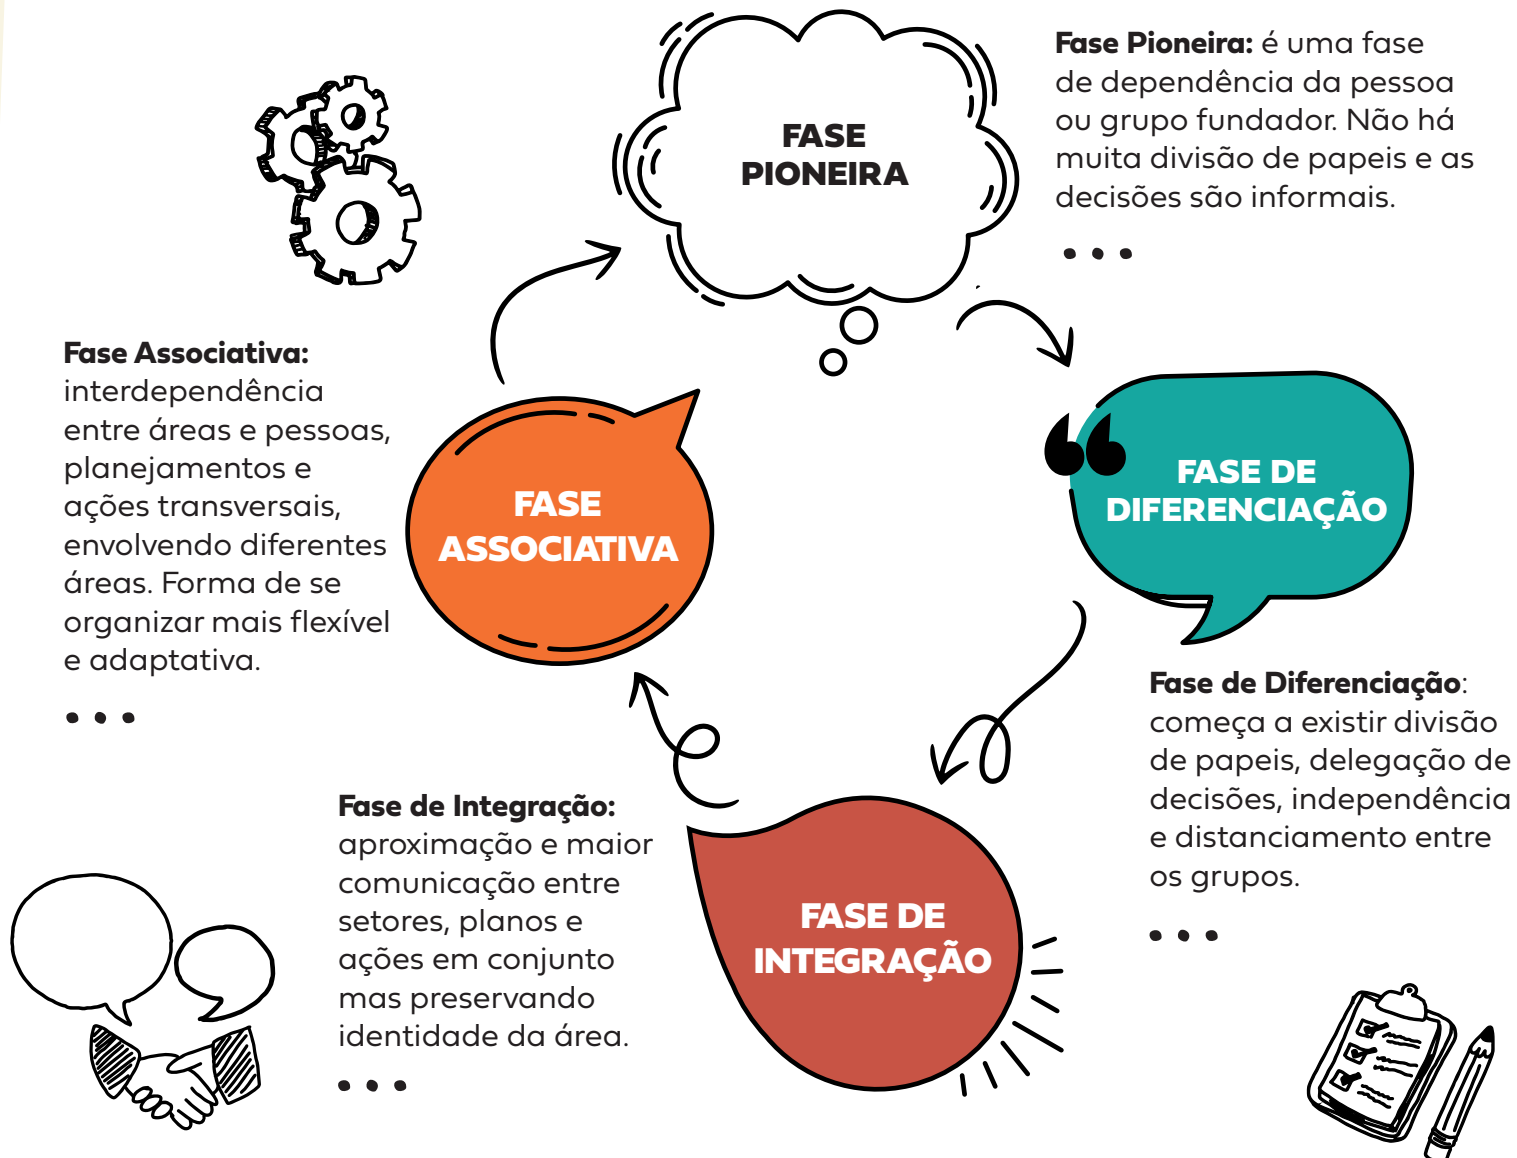 FASE
PIONEIRA
Fase Pioneira: é uma fase
de dependência da pessoa
ou grupo fundador. Não há
muita divisão de papeis e as
decisões são informais.
...
FASE DE
DIFERENCIAÇÃO
Fase de Diferenciação:
começa a existir divisão
de papeis, delegação de
decisões, independência
e distanciamento entre
os grupos.
...
FASE DE
INTEGRAÇÃO
Fase de Integração:
aproximação e maior
comunicação entre
setores, planos e
ações em conjunto
mas preservando
identidade da área.
...
FASE
ASSOCIATIVA
Fase Associativa:
interdependência
entre áreas e pessoas,
planejamentos e
ações transversais,
envolvendo diferentes
áreas. Forma de se
organizar mais flexível
e adaptativa.
...